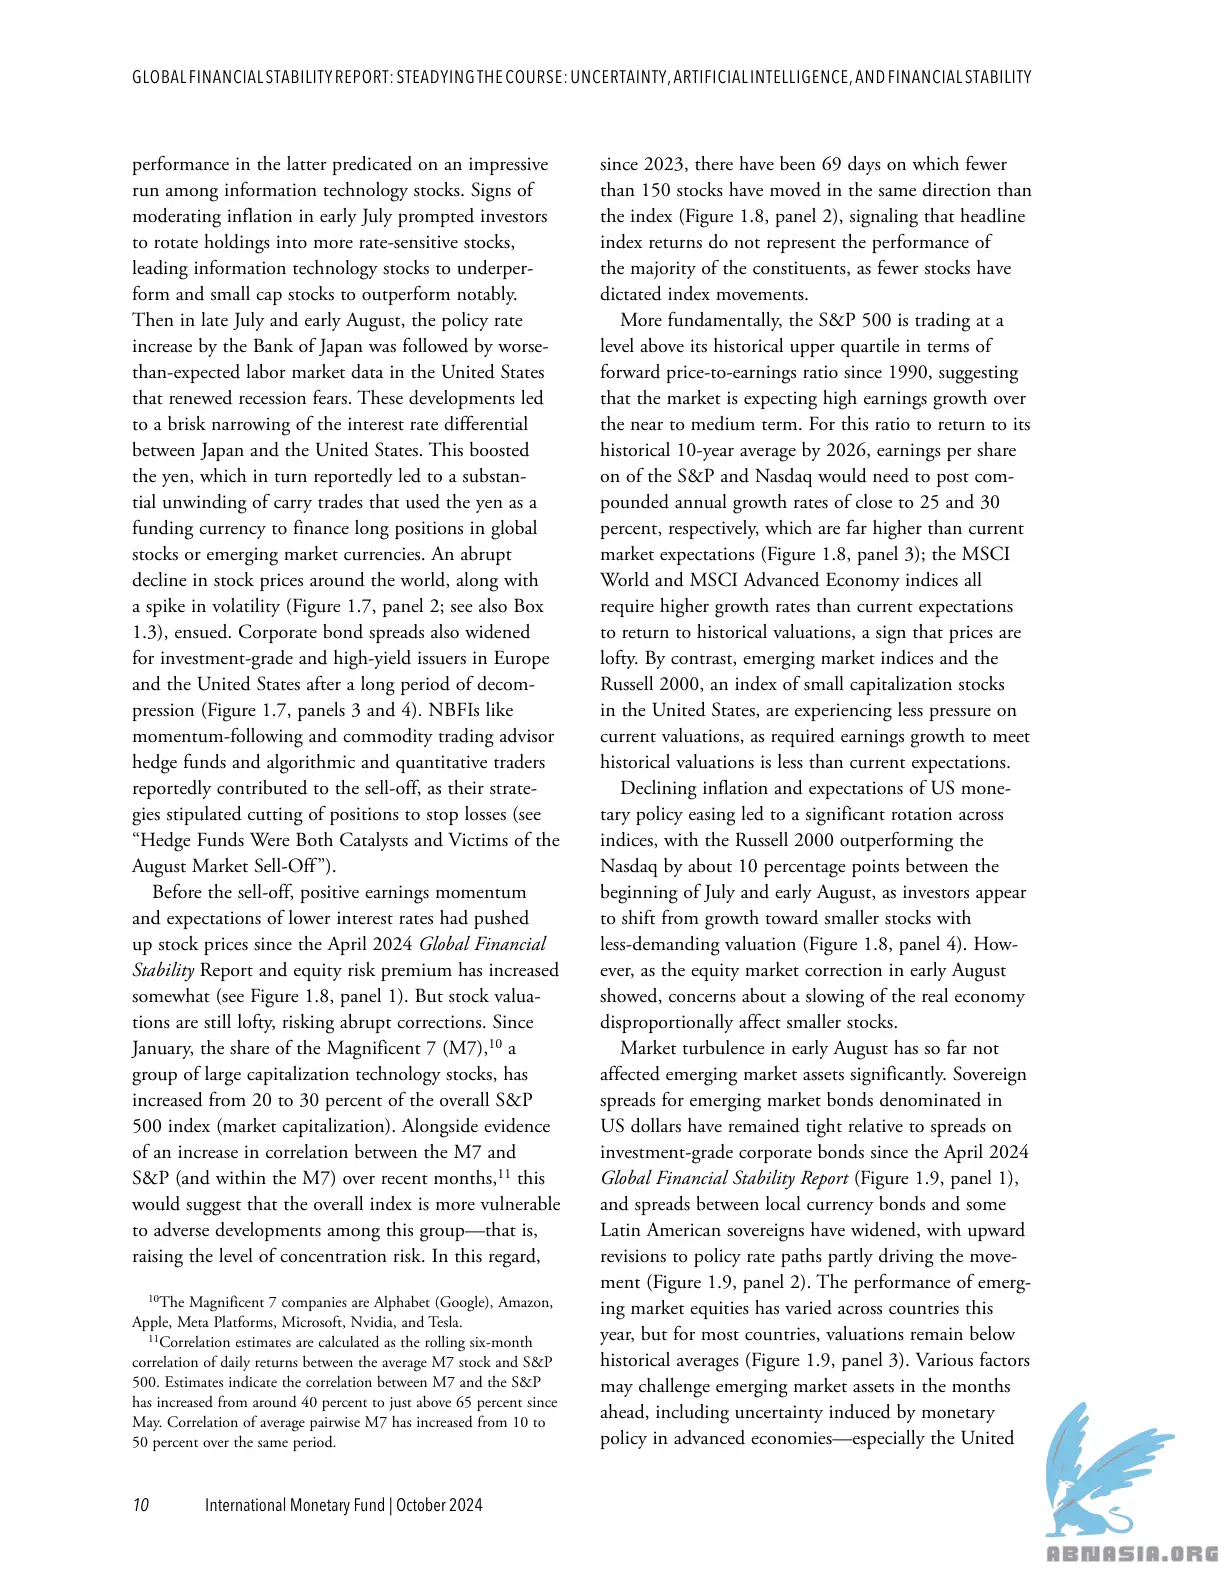 GLOBAL FINANCIAL STABILITY REPORT: STEADYING THE COURSE: UNCERTAINTY, ARTIFICIAL INTELLIGENCE, AND FINANCIAL STABILITY
performance in the latter predicated on an impressive
run among information technology stocks. Signs of
moderating inflation in early July prompted investors
to rotate holdings into more rate-sensitive stocks,
leading information technology stocks to underper-
form and small cap stocks to outperform notably.
Then in late July and early August, the policy rate
increase by the Bank of Japan was followed by worse-
than-expected labor market data in the United States
that renewed recession fears. These developments led
to a brisk narrowing of the interest rate differential
between Japan and the United States. This boosted
the yen, which in turn reportedly led to a substan-
tial unwinding of carry trades that used the yen as a
funding currency to finance long positions in global
stocks or emerging market currencies. An abrupt
decline in stock prices around the world, along with
a spike in volatility (Figure 1.7, panel 2; see also Box
1.3), ensued. Corporate bond spreads also widened
for investment-grade and high-yield issuers in Europe
and the United States after a long period of decom-
pression (Figure 1.7, panels 3 and 4). NBFIs like
momentum-following and commodity trading advisor
hedge funds and algorithmic and quantitative traders
reportedly contributed to the sell-off, as their strate-
gies stipulated cutting of positions to stop losses (see
“Hedge Funds Were Both Catalysts and Victims of the
August Market Sell-Off”).
Before the sell-off, positive earnings momentum
and expectations of lower interest rates had pushed
up stock prices since the April 2024 Global Financial
Stability Report and equity risk premium has increased
somewhat (see Figure 1.8, panel 1). But stock valua-
tions are still lofty, risking abrupt corrections. Since
January, the share of the Magnificent 7 (M7),10 a
group of large capitalization technology stocks, has
increased from 20 to 30 percent of the overall S&P
500 index (market capitalization). Alongside evidence
of an increase in correlation between the M7 and
S&P (and within the M7) over recent months,11 this
would suggest that the overall index is more vulnerable
to adverse developments among this group—that is,
raising the level of concentration risk. In this regard,
10The Magnificent 7 companies are Alphabet (Google), Amazon,
Apple, Meta Platforms, Microsoft, Nvidia, and Tesla.
11Correlation estimates are calculated as the rolling six-month
correlation of daily returns between the average M7 stock and S&P
500. Estimates indicate the correlation between M7 and the S&P
has increased from around 40 percent to just above 65 percent since
May. Correlation of average pairwise M7 has increased from 10 to
50 percent over the same period.
since 2023, there have been 69 days on which fewer
than 150 stocks have moved in the same direction than
the index (Figure 1.8, panel 2), signaling that headline
index returns do not represent the performance of
the majority of the constituents, as fewer stocks have
dictated index movements.
More fundamentally, the S&P 500 is trading at a
level above its historical upper quartile in terms of
forward price-to-earnings ratio since 1990, suggesting
that the market is expecting high earnings growth over
the near to medium term. For this ratio to return to its
historical 10-year average by 2026, earnings per share
on of the S&P and Nasdaq would need to post com-
pounded annual growth rates of close to 25 and 30
percent, respectively, which are far higher than current
market expectations (Figure 1.8, panel 3); the MSCI
World and MSCI Advanced Economy indices all
require higher growth rates than current expectations
to return to historical valuations, a sign that prices are
lofty. By contrast, emerging market indices and the
Russell 2000, an index of small capitalization stocks
in the United States, are experiencing less pressure on
current valuations, as required earnings growth to meet
historical valuations is less than current expectations.
Declining inflation and expectations of US mone-
tary policy easing led to a significant rotation across
indices, with the Russell 2000 outperforming the
Nasdaq by about 10 percentage points between the
beginning of July and early August, as investors appear
to shift from growth toward smaller stocks with
less-demanding valuation (Figure 1.8, panel 4). How-
ever, as the equity market correction in early August
showed, concerns about a slowing of the real economy
disproportionally affect smaller stocks.
Market turbulence in early August has so far not
affected emerging market assets significantly. Sovereign
spreads for emerging market bonds denominated in
US dollars have remained tight relative to spreads on
investment-grade corporate bonds since the April 2024
Global Financial Stability Report (Figure 1.9, panel 1),
and spreads between local currency bonds and some
Latin American sovereigns have widened, with upward
revisions to policy rate paths partly driving the move-
ment (Figure 1.9, panel 2). The performance of emerg-
ing market equities has varied across countries this
year, but for most countries, valuations remain below
historical averages (Figure 1.9, panel 3). Various factors
may challenge emerging market assets in the months
ahead, including uncertainty induced by monetary
policy in advanced economies—especially the United
10 International Monetary Fund | October 2024
ABNASIA.ORG